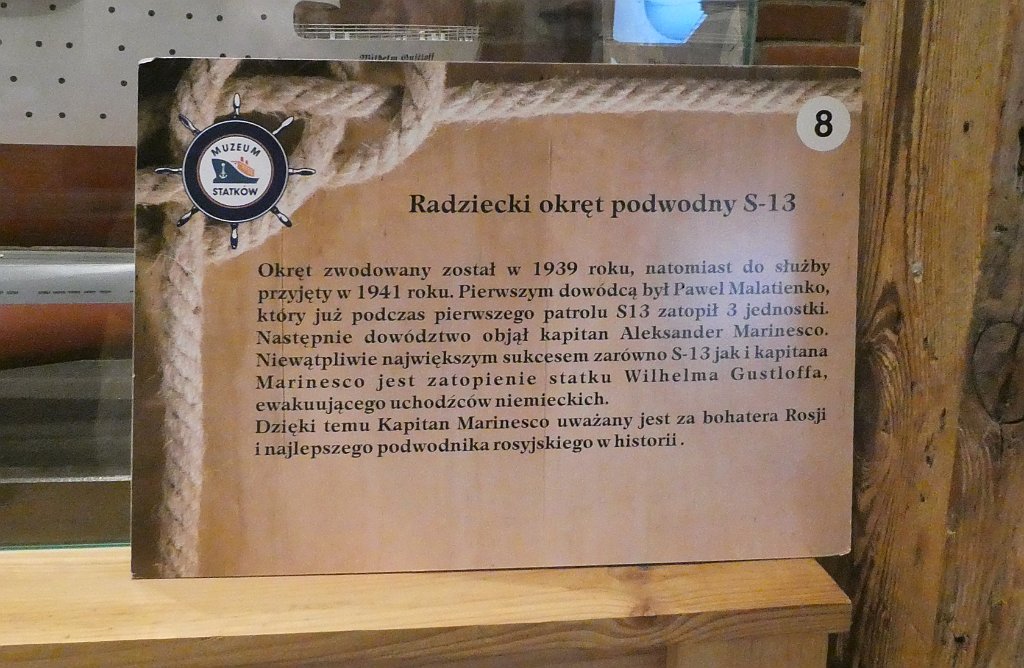 Wilhelm Gustloff
8
MUZEUM
STATKÓW
Radziecki okręt podwodny S-13
Okręt zwodowany został w 1939 roku, natomiast do służby
przyjęty w 1941 roku. Pierwszym dowódcą był Paweł Malatienko,
który już podczas pierwszego patrolu S13 zatopił 3 jednostki.
Następnie dowództwo objął kapitan Aleksander Marinesco.
Niewątpliwie największym sukcesem zarówno S-13 jak i kapitana
Marinesco jest zatopienie statku Wilhelma Gustloffa,
ewakuującego uchodźców niemieckich.
Dzięki temu Kapitan Marinesco uważany jest za bohatera Rosji
i najlepszego podwodnika rosyjskiego w historii .